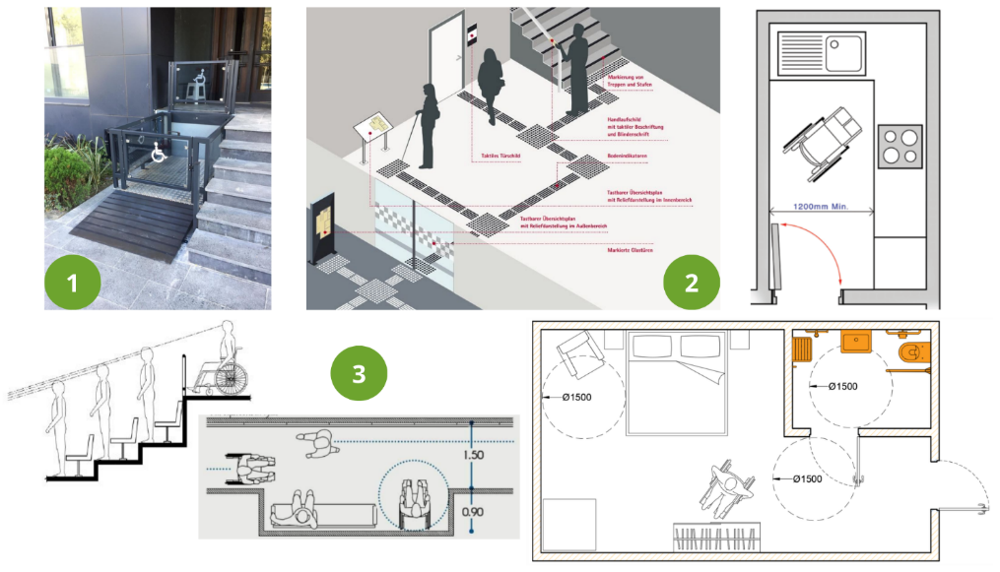 1
Markierung von
Treppen und Stufen
Handlaufschild
mit taktiler Beschriftung
und Blindenschrift
Taktiles Türschild
Bodenindikatoren
Tastbarer Übersichtsplan
mit Reliefdarstellung im Innenbereich
Tastbarer Übersichtsplan
mit Reliefdarstellung im Außenbereich
Markierte Glastüren
2
1200mm Min.
3
1.50
0.90
Ø1500
Ø1500
Ø1500